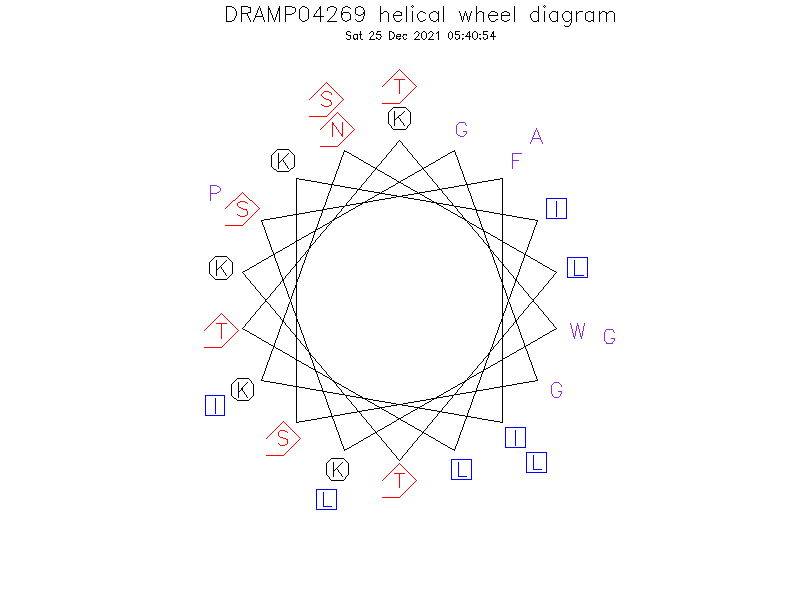 DRAMP04269 helical wheel diagram
Sat 25 Dec 2021 05:40:54
T
S
K
N
G
A
K
F
P
S
I
K
L
T
W
G
K
G
I
S
I
K
L
L
T
L